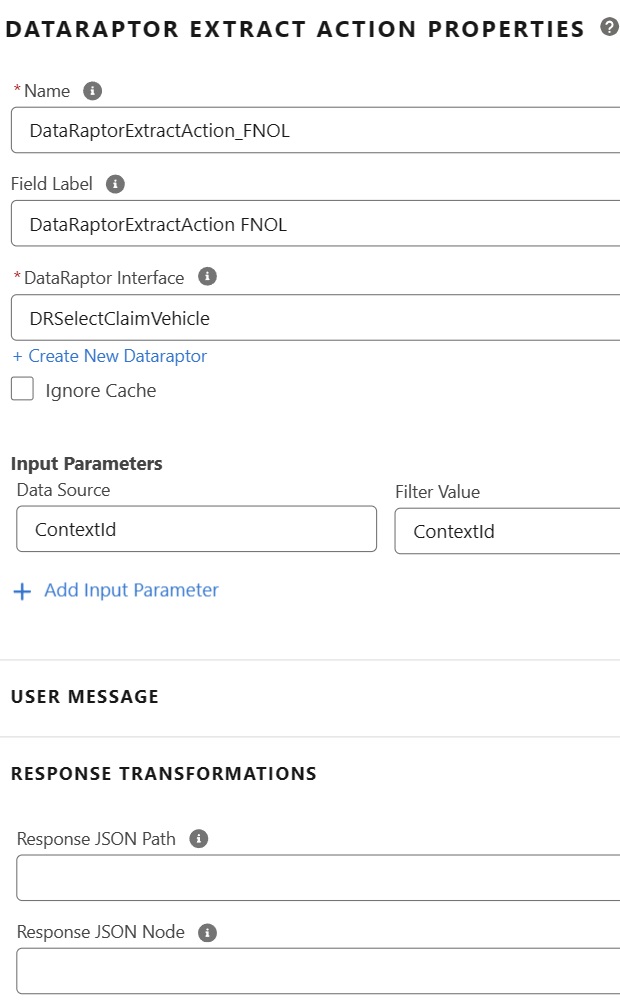 DATARAPTOR EXTRACT ACTION PROPERTIES ?
* Name i
DataRaptorExtractAction_FNOL
Field Label i
DataRaptorExtractAction FNOL
* DataRaptor Interface i
DRSelectClaimVehicle
+ Create New Dataraptor
Ignore Cache
Input Parameters
Data Source Filter Value
ContextId ContextId
+ Add Input Parameter
USER MESSAGE
RESPONSE TRANSFORMATIONS
Response JSON Path i
Response JSON Node i